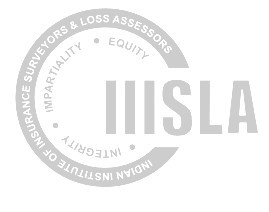 INDIAN INSTITUTE OF INSURANCE SURVEYORS & LOSS ASSESSORS
INTEGRITY • IMPARTIALITY • EQUITY
IIISLA